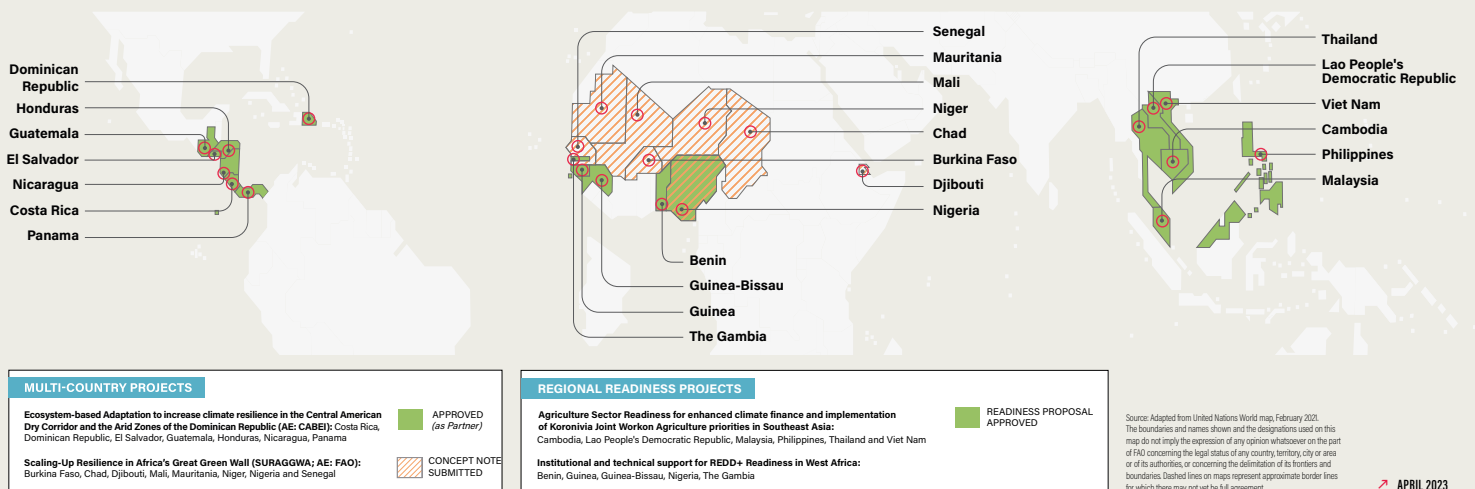 Dominican
Republic
Honduras
Guatemala
El Salvador
Nicaragua
Costa Rica
Panama
Senegal
Mauritania
Mali
Niger
Chad
Burkina Faso
Djibouti
Nigeria
Benin
Guinea-Bissau
Guinea
The Gambia
Thailand
Lao People's
Democratic Republic
Viet Nam
Cambodia
Philippines
Malaysia
MULTI-COUNTRY PROJECTS
Ecosystem-based Adaptation to increase climate resilience in the Central American
Dry Corridor and the Arid Zones of the Dominican Republic (AE: CABEI): Costa Rica,
Dominican Republic, El Salvador, Guatemala, Honduras, Nicaragua, Panama
APPROVED
(as Partner)
Scaling-Up Resilience in Africa's Great Green Wall (SURAGGWA; AE: FAO):
Burkina Faso, Chad, Djibouti, Mali, Mauritania, Niger, Nigeria and Senegal
CONCEPT NOTE
SUBMITTED
REGIONAL READINESS PROJECTS
Agriculture Sector Readiness for enhanced climate finance and implementation
of Koronivia Joint Workon Agriculture priorities in Southeast Asia:
Cambodia, Lao People's Democratic Republic, Malaysia, Philippines, Thailand and Viet Nam
READINESS PROPOSAL
APPROVED
Institutional and technical support for REDD+ Readiness in West Africa:
Benin, Guinea, Guinea-Bissau, Nigeria, The Gambia
Source: Adapted from United Nations World map, February 2021.
The boundaries and names shown and the designations used on this
map do not imply the expression of any opinion whatsoever on the part
of FAO concerning the legal status of any country, territory, city or area
or of its authorities, or concerning the delimitation of its frontiers and
boundaries. Dashed lines on maps represent approximate border lines
for which there may not yet be full agreement.
APRIL 2023